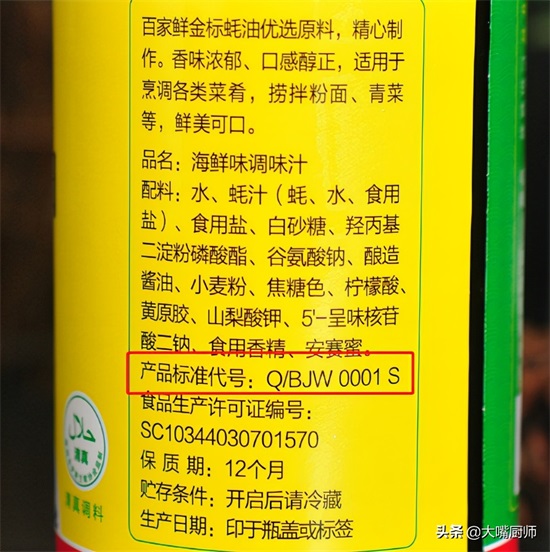 百家鲜金标蚝油优选原料，精心制
作。香味浓郁、口感醇正，适用于
烹调各类菜肴，捞拌粉面、青菜
等，鲜美可口。
品名：海鲜味调味汁
配料：水、蚝汁（蚝、水、食用
盐）、食用盐、白砂糖、羟丙基
二淀粉磷酸酯、谷氨酸钠、酿造
酱油、小麦粉、焦糖色、柠檬酸、
黄原胶、山梨酸钾、5'-呈味核苷
酸二钠、食用香精、安赛蜜。
产品标准代号：Q/BJW 0001 S
食品生产许可证编号：
SC10344030701570
保质期：12个月
贮存条件：开启后请冷藏
生产日期：印于瓶盖或标签
حلال
清真
清真调料
头条@大嘴厨师